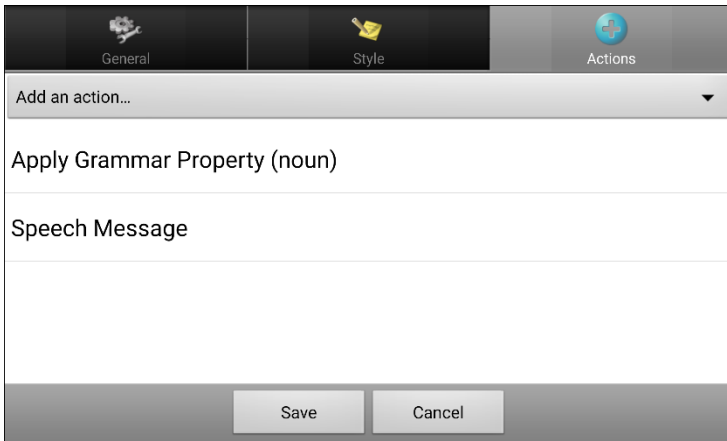 General
Style
Actions
Add an action...
Apply Grammar Property (noun)
Speech Message
Save
Cancel